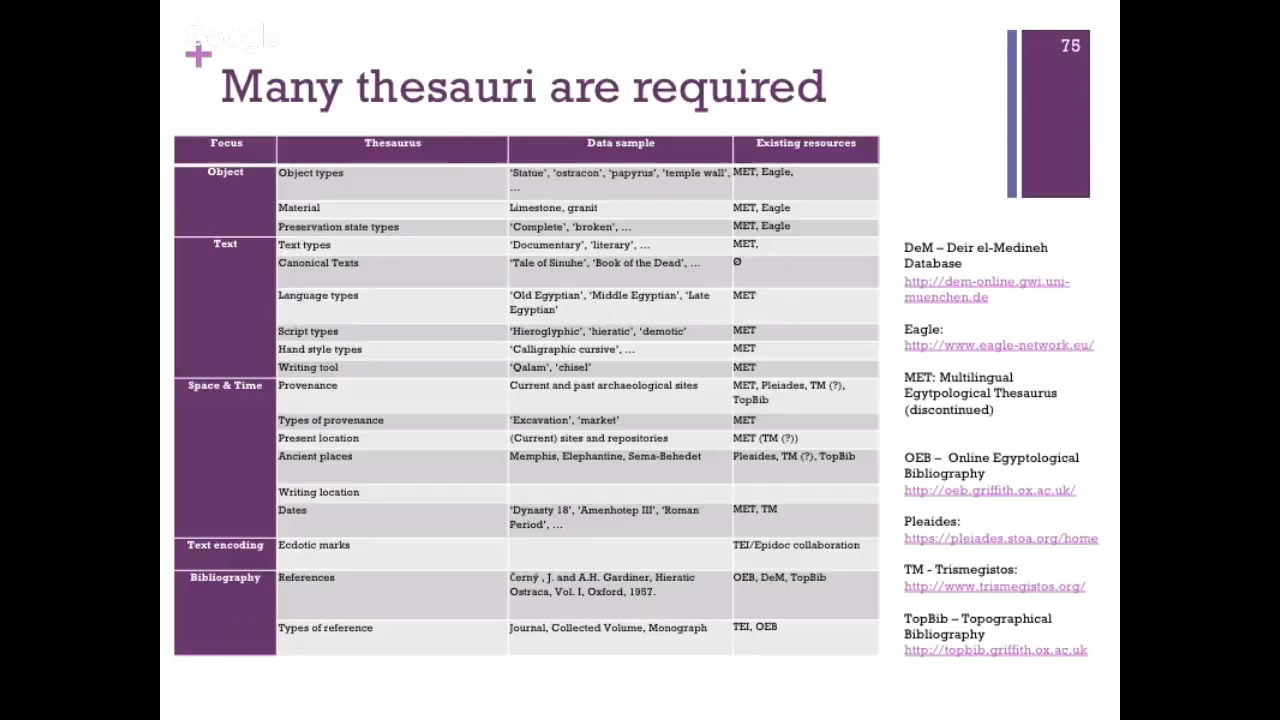 Google
75
+
Many thesauri are required
Focus Thesaurus Data sample Existing resources
Object Object types ‘Statue’, ‘ostracon’, ‘papyrus’, ‘temple wall’, MET, Eagle,
…
Material Limestone, granit MET, Eagle
Preservation state types ‘Complete’, ‘broken’, … MET, Eagle
Text Text types ‘Documentary’, ‘literary’, … MET,
Canonical Texts ‘Tale of Sinuhe’, ‘Book of the Dead’, … Ø
Language types ‘Old Egyptian’, ‘Middle Egyptian’, ‘Late MET
Egyptian’
Script types ‘Hieroglyphic’, ‘hieratic’, ‘demotic’ MET
Hand style types ‘Calligraphic cursive’, … MET
Writing tool ‘Qalam’, ‘chisel’ MET
Space & Time Provenance Current and past archaeological sites MET, Pleiades, TM (?),
TopBib
Types of provenance ‘Excavation’, ‘market’ MET
Present location (Current) sites and repositories MET (TM (?))
Ancient places Memphis, Elephantine, Sema-Behedet Pleaides, TM (?), TopBib
Writing location
Dates ‘Dynasty 18’, ‘Amenhotep III’, ‘Roman MET, TM
Period’, …
Text encoding Ecdotic marks TEI/Epidoc collaboration
Bibliography References Černý , J. and A.H. Gardiner, Hieratic OEB, DeM, TopBib
Ostraca, Vol. I, Oxford, 1957.
Types of reference Journal, Collected Volume, Monograph TEI, OEB
DeM – Deir el-Medineh
Database
http://dem-online.gwi.uni-
muenchen.de
Eagle:
http://www.eagle-network.eu/
MET: Multilingual
Egytpological Thesaurus
(discontinued)
OEB – Online Egyptological
Bibliography
http://oeb.griffith.ox.ac.uk/
Pleaides:
https://pleiades.stoa.org/home
TM - Trismegistos:
http://www.trismegistos.org/
TopBib – Topographical
Bibliography
http://topbib.griffith.ox.ac.uk